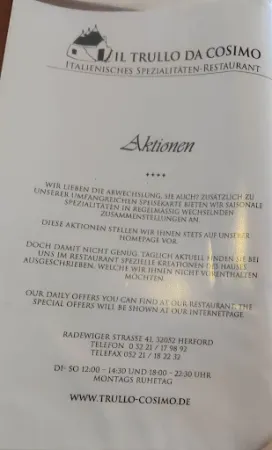 IL TRULLO DA COSIMO
ITALIENISCHES SPEZIALITÄTEN-RESTAURANT
Aktionen
WIR LIEBEN DIE ABWECHSLUNG, SIE AUCH? ZUSÄTZLICH ZU
UNSERER UMFANGREICHEN SPEISEKARTE BIETEN WIR SAISONALE
SPEZIALITÄTEN IN REGELMÄSSIG WECHSELNDEN
ZUSAMMENSTELLUNGEN AN.
DIESE AKTIONEN STELLEN WIR IHNEN STETS AUF UNSERER
HOMEPAGE VOR.
DOCH DAMIT NICHT GENUG. TÄGLICH AKTUELL FINDEN SIE BEI
UNS IM RESTAURANT SPEZIELLE KREATIONEN DES HAUSES
AUSGESCHRIEBEN, WELCHE WIR IHNEN NICHT VORENTHALTEN
MÖCHTEN.
OUR DAILY OFFERS YOU CAN FIND AT OUR RESTAURANT, THE
SPECIAL OFFERS WILL BE SHOWN AT OUR INTERNETPAGE.
RADEWIGER STRASSE 41, 32052 HERFORD
TELEFON 0 52 21 / 17 98 92
TELEFAX 052 21 / 18 22 32
DI- SO 12:00 - 14:30 UND 18:00 - 22:30 UHR
MONTAGS RUHETAG
WWW.TRULLO-COSIMO.DE